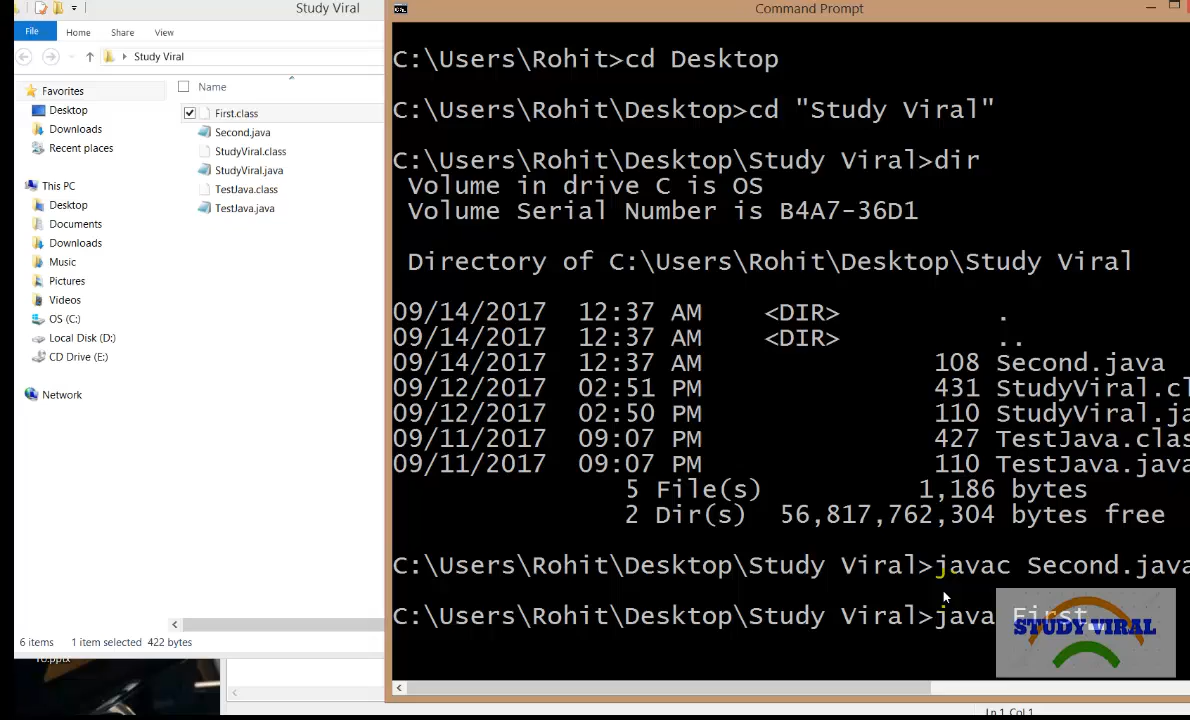 Study Viral
File Home Share View
Study Viral
Favorites
Desktop
Downloads
Recent places
This PC
Desktop
Documents
Downloads
Music
Pictures
Videos
OS (C:)
Local Disk (D:)
CD Drive (E:)
Network
Name
First.class
Second.java
StudyViral.class
StudyViral.java
TestJava.class
TestJava.java
6 items 1 item selected 422 bytes
10.pptx
Command Prompt
C:\Users\Rohit>cd Desktop
C:\Users\Rohit\Desktop>cd "Study Viral"
C:\Users\Rohit\Desktop\Study Viral>dir
Volume in drive C is OS
Volume Serial Number is B4A7-36D1
Directory of C:\Users\Rohit\Desktop\Study Viral
09/14/2017 12:37 AM <DIR> .
09/14/2017 12:37 AM <DIR> ..
09/14/2017 12:37 AM 108 Second.java
09/12/2017 02:51 PM 431 StudyViral.cl
09/12/2017 02:50 PM 110 StudyViral.ja
09/11/2017 09:07 PM 427 TestJava.clas
09/11/2017 09:07 PM 110 TestJava.java
5 File(s) 1,186 bytes
2 Dir(s) 56,817,762,304 bytes free
C:\Users\Rohit\Desktop\Study Viral>javac Second.java
C:\Users\Rohit\Desktop\Study Viral>java First_
STUDY VIRAL
Ln 1, Col 1